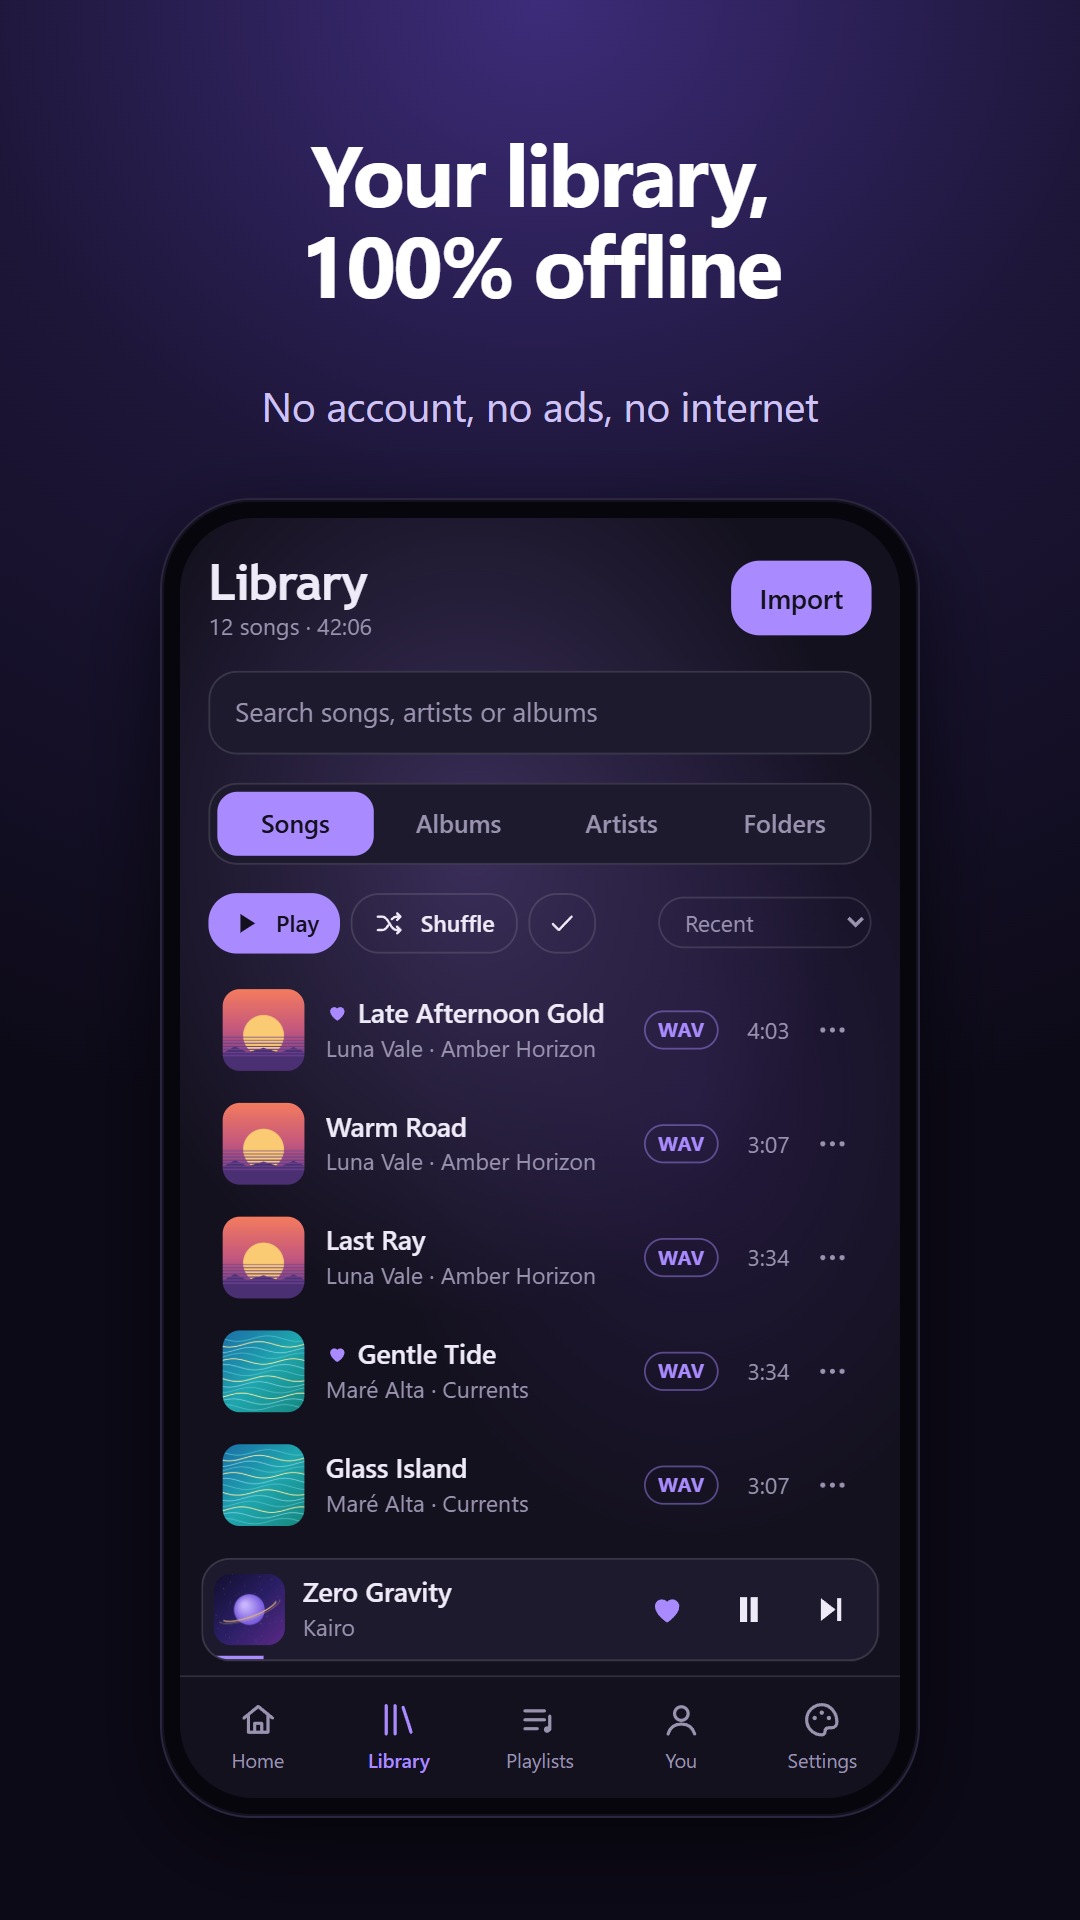 Your library,
100% offline
No account, no ads, no internet
Library
Import
12 songs · 42:06
Search songs, artists or albums
Songs Albums Artists Folders
Play Shuffle Recent
Late Afternoon Gold
Luna Vale · Amber Horizon
WAV 4:03
Warm Road
Luna Vale · Amber Horizon
WAV 3:07
Last Ray
Luna Vale · Amber Horizon
WAV 3:34
Gentle Tide
Maré Alta · Currents
WAV 3:34
Glass Island
Maré Alta · Currents
WAV 3:07
Zero Gravity
Kairo
Home Library Playlists You Settings